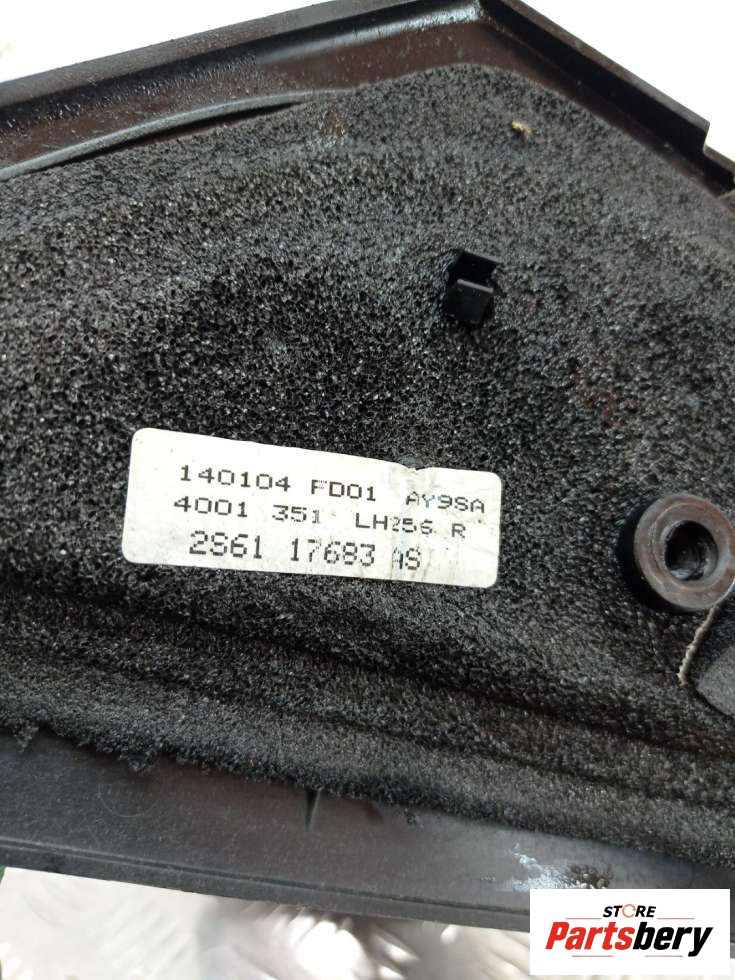 140104 FD01 AY9SA
4001 351 LH256 R
2S61 17683 AS
STORE
Partsbery